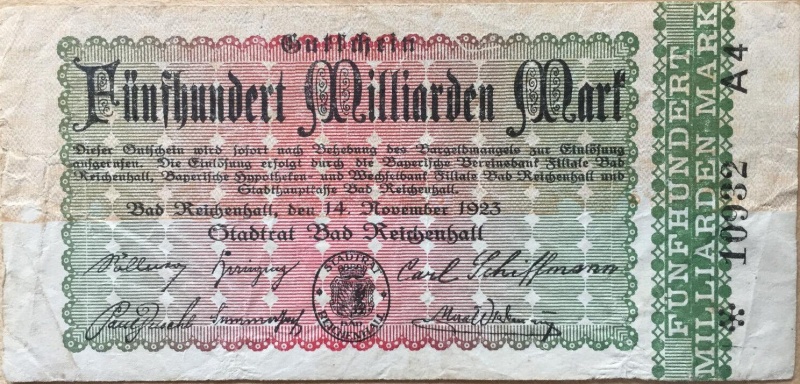 Gutschein
Fünfhundert Milliarden Mark
Dieser Gutschein wird sofort nach Behebung des Bargeldmangels zur Einlösung
aufgerufen. Die Einlösung erfolgt durch die Bayerische Vereinsbank Filiale Bad
Reichenhall, Bayerische Hypotheken- und Wechselbank Filiale Bad Reichenhall und
Stadthauptkasse Bad Reichenhall.
Bad Reichenhall, den 14. November 1923
Stadtrat Bad Reichenhall
Carl Schiffmann
STADTRAT
REICHENHALL
FÜNFHUNDERT
MILLIARDEN MARK
* 10932 A4